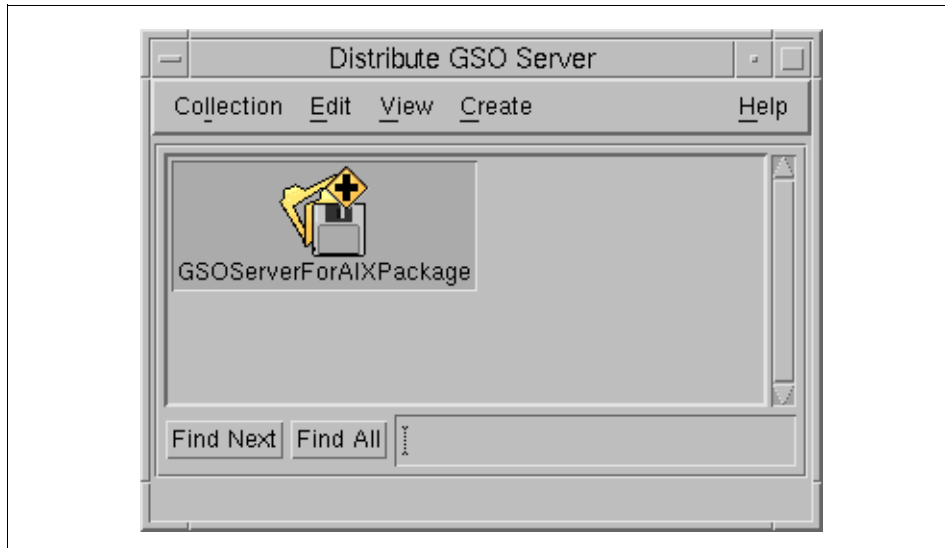 Distribute GSO Server
Collection Edit View Create Help
GSOServerForAIXPackage
Find Next Find All